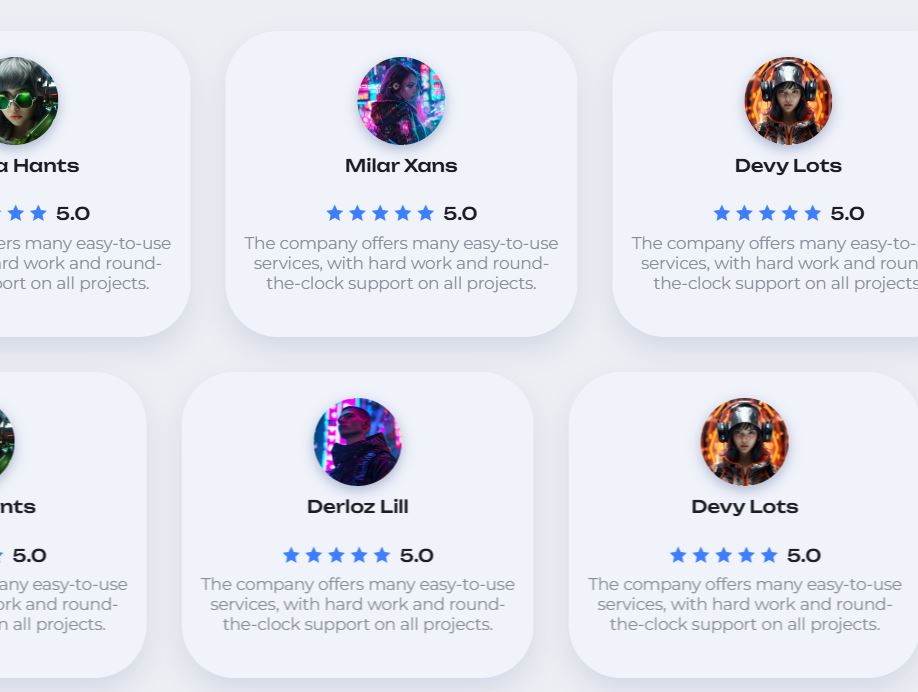 a Hants
Milar Xans
Devy Lots
5.0
5.0
5.0
ers many easy-to-use
The company offers many easy-to-use
The company offers many easy-to-
ard work and round-
services, with hard work and round-
services, with hard work and roun
port on all projects.
the-clock support on all projects.
the-clock support on all projects
nts
Derloz Lill
Devy Lots
5.0
5.0
5.0
any easy-to-use
The company offers many easy-to-use
The company offers many easy-to-use
ork and round-
services, with hard work and round-
services, with hard work and round-
n all projects.
the-clock support on all projects.
the-clock support on all projects.